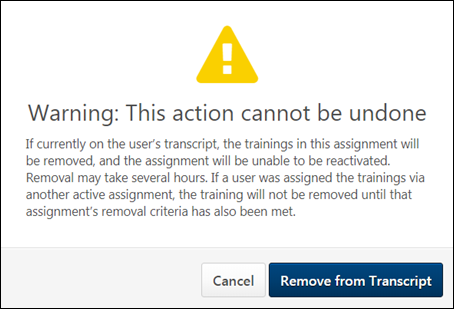 Warning: This action cannot be undone
If currently on the user's transcript, the trainings in this assignment will
be removed, and the assignment will be unable to be reactivated.
Removal may take several hours. If a user was assigned the trainings via
another active assignment, the training will not be removed until that
assignment's removal criteria has also been met.
Cancel
Remove from Transcript